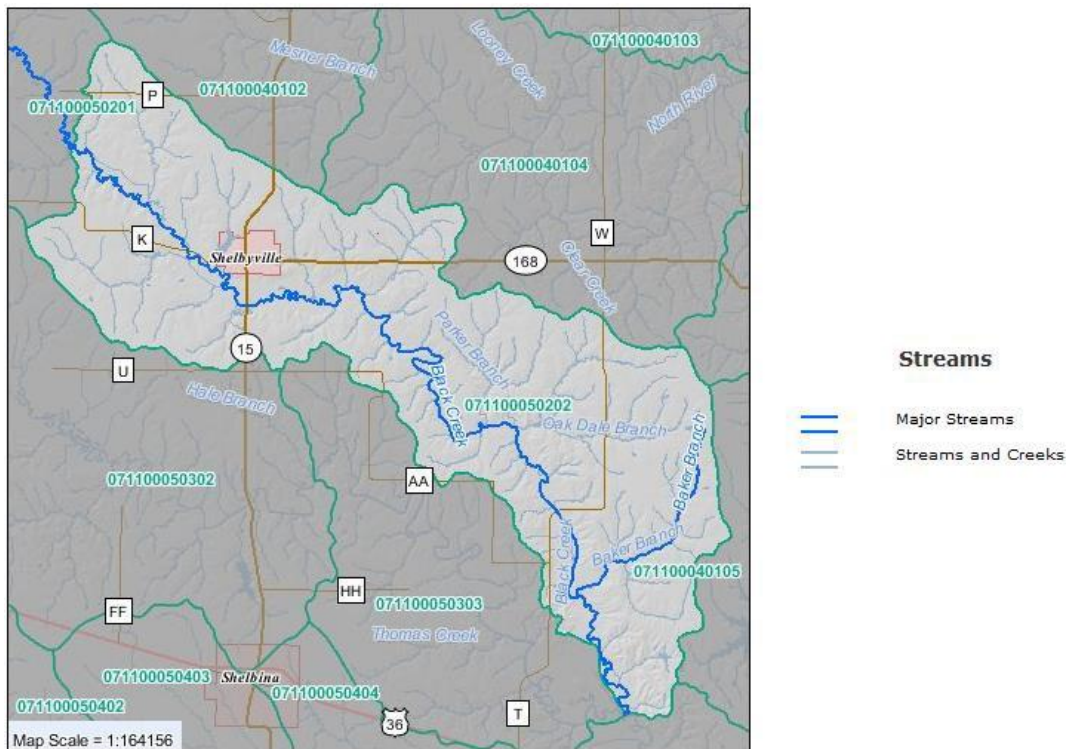 071100040103
Looney Creek
Mesner Branch
North River
071100040102
P
071100050201
071100040104
W
K
Shelbyville
168
Clear Creek
15
Parker Branch
U
Black Creek
Hale Branch
071100050202
Oak Dale Branch
Baker Branch
071100050302
AA
Baker Branch
Black Creek
071100040105
HH
071100050303
FF
Thomas Creek
071100050403
Shelbina
071100050404
071100050402
T
36
Map Scale = 1:164156
Streams
Major Streams
Streams and Creeks